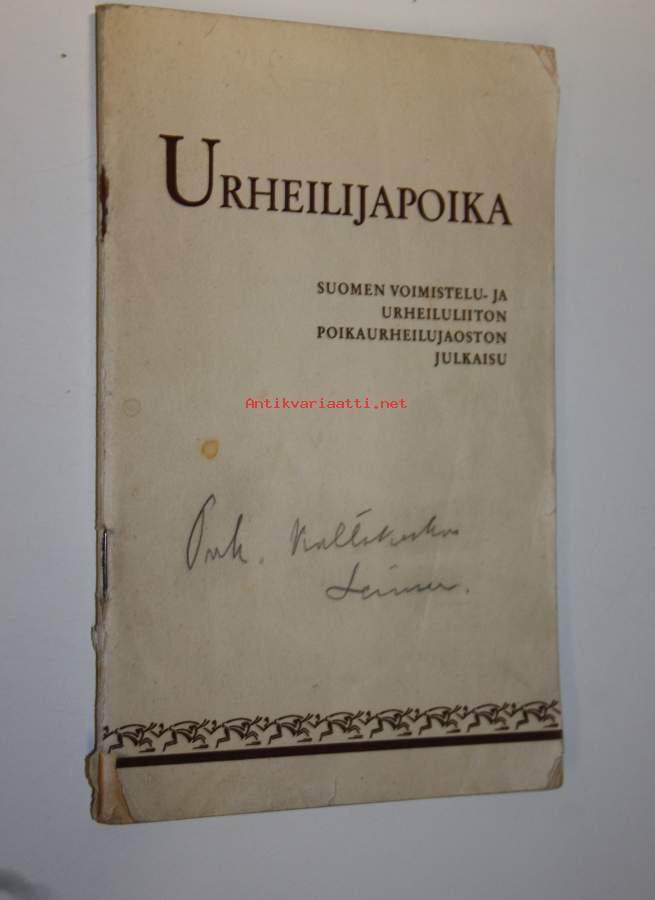 URHEILIJAPOIKA
SUOMEN VOIMISTELU- JA
URHEILULIITON
POIKAURHEILUJAOSTON
JULKAISU
Antikvariaatti.net